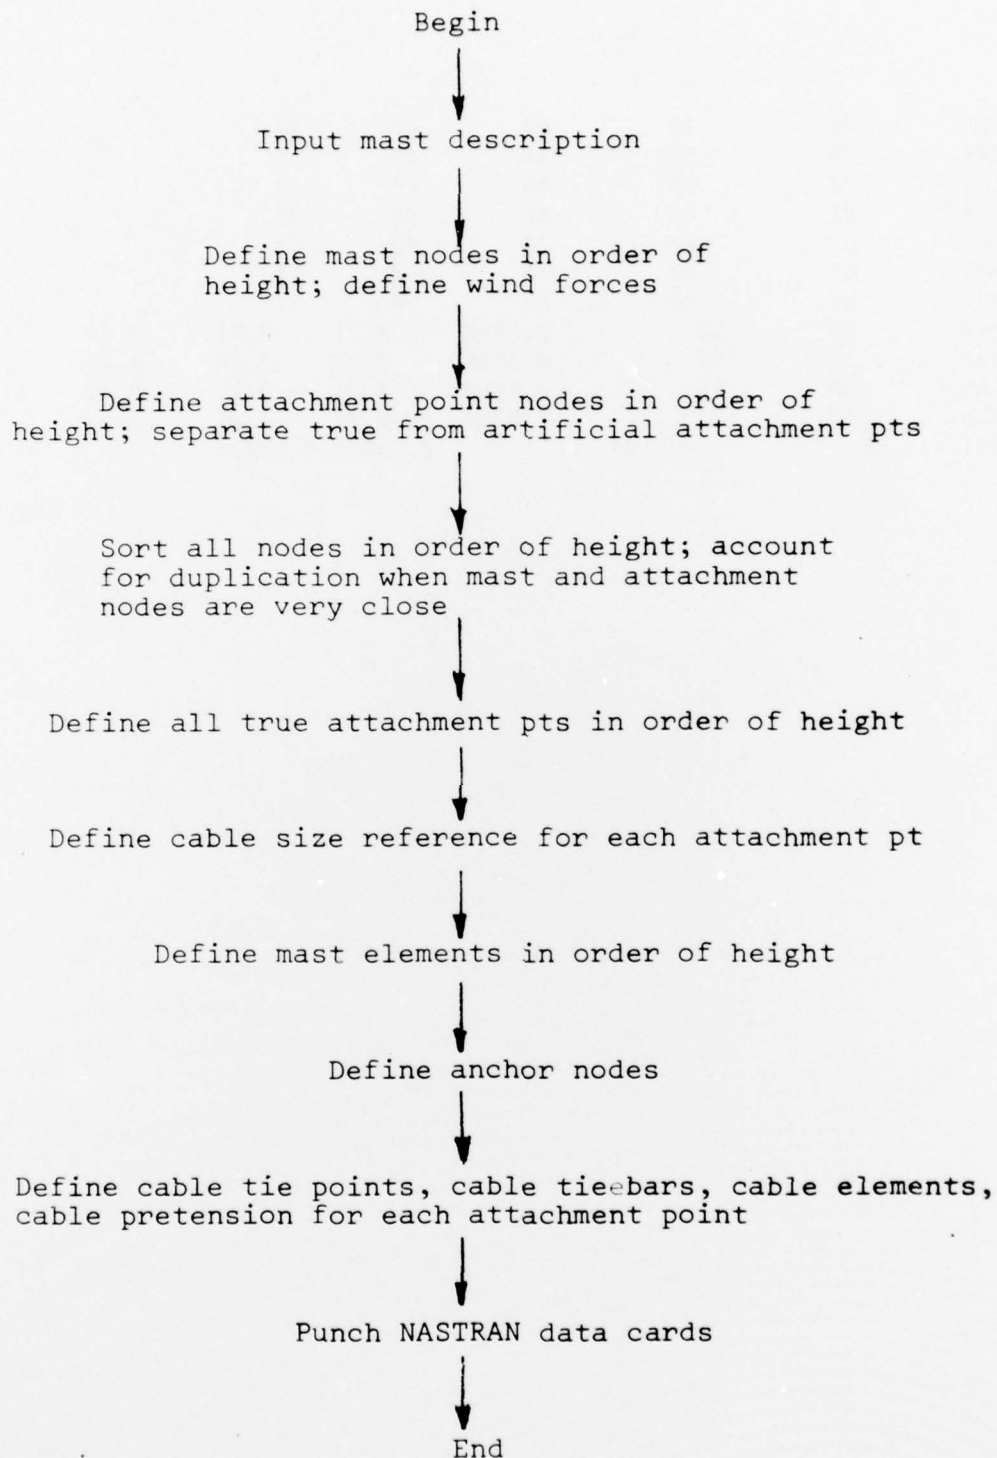 Begin
Input mast description
Define mast nodes in order of
height; define wind forces
Define attachment point nodes in order of
height; separate true from artificial attachment pts
Sort all nodes in order of height; account
for duplication when mast and attachment
nodes are very close
Define all true attachment pts in order of height
Define cable size reference for each attachment pt
Define mast elements in order of height
Define anchor nodes
Define cable tie points, cable tie bars, cable elements,
cable pretension for each attachment point
Punch NASTRAN data cards
End